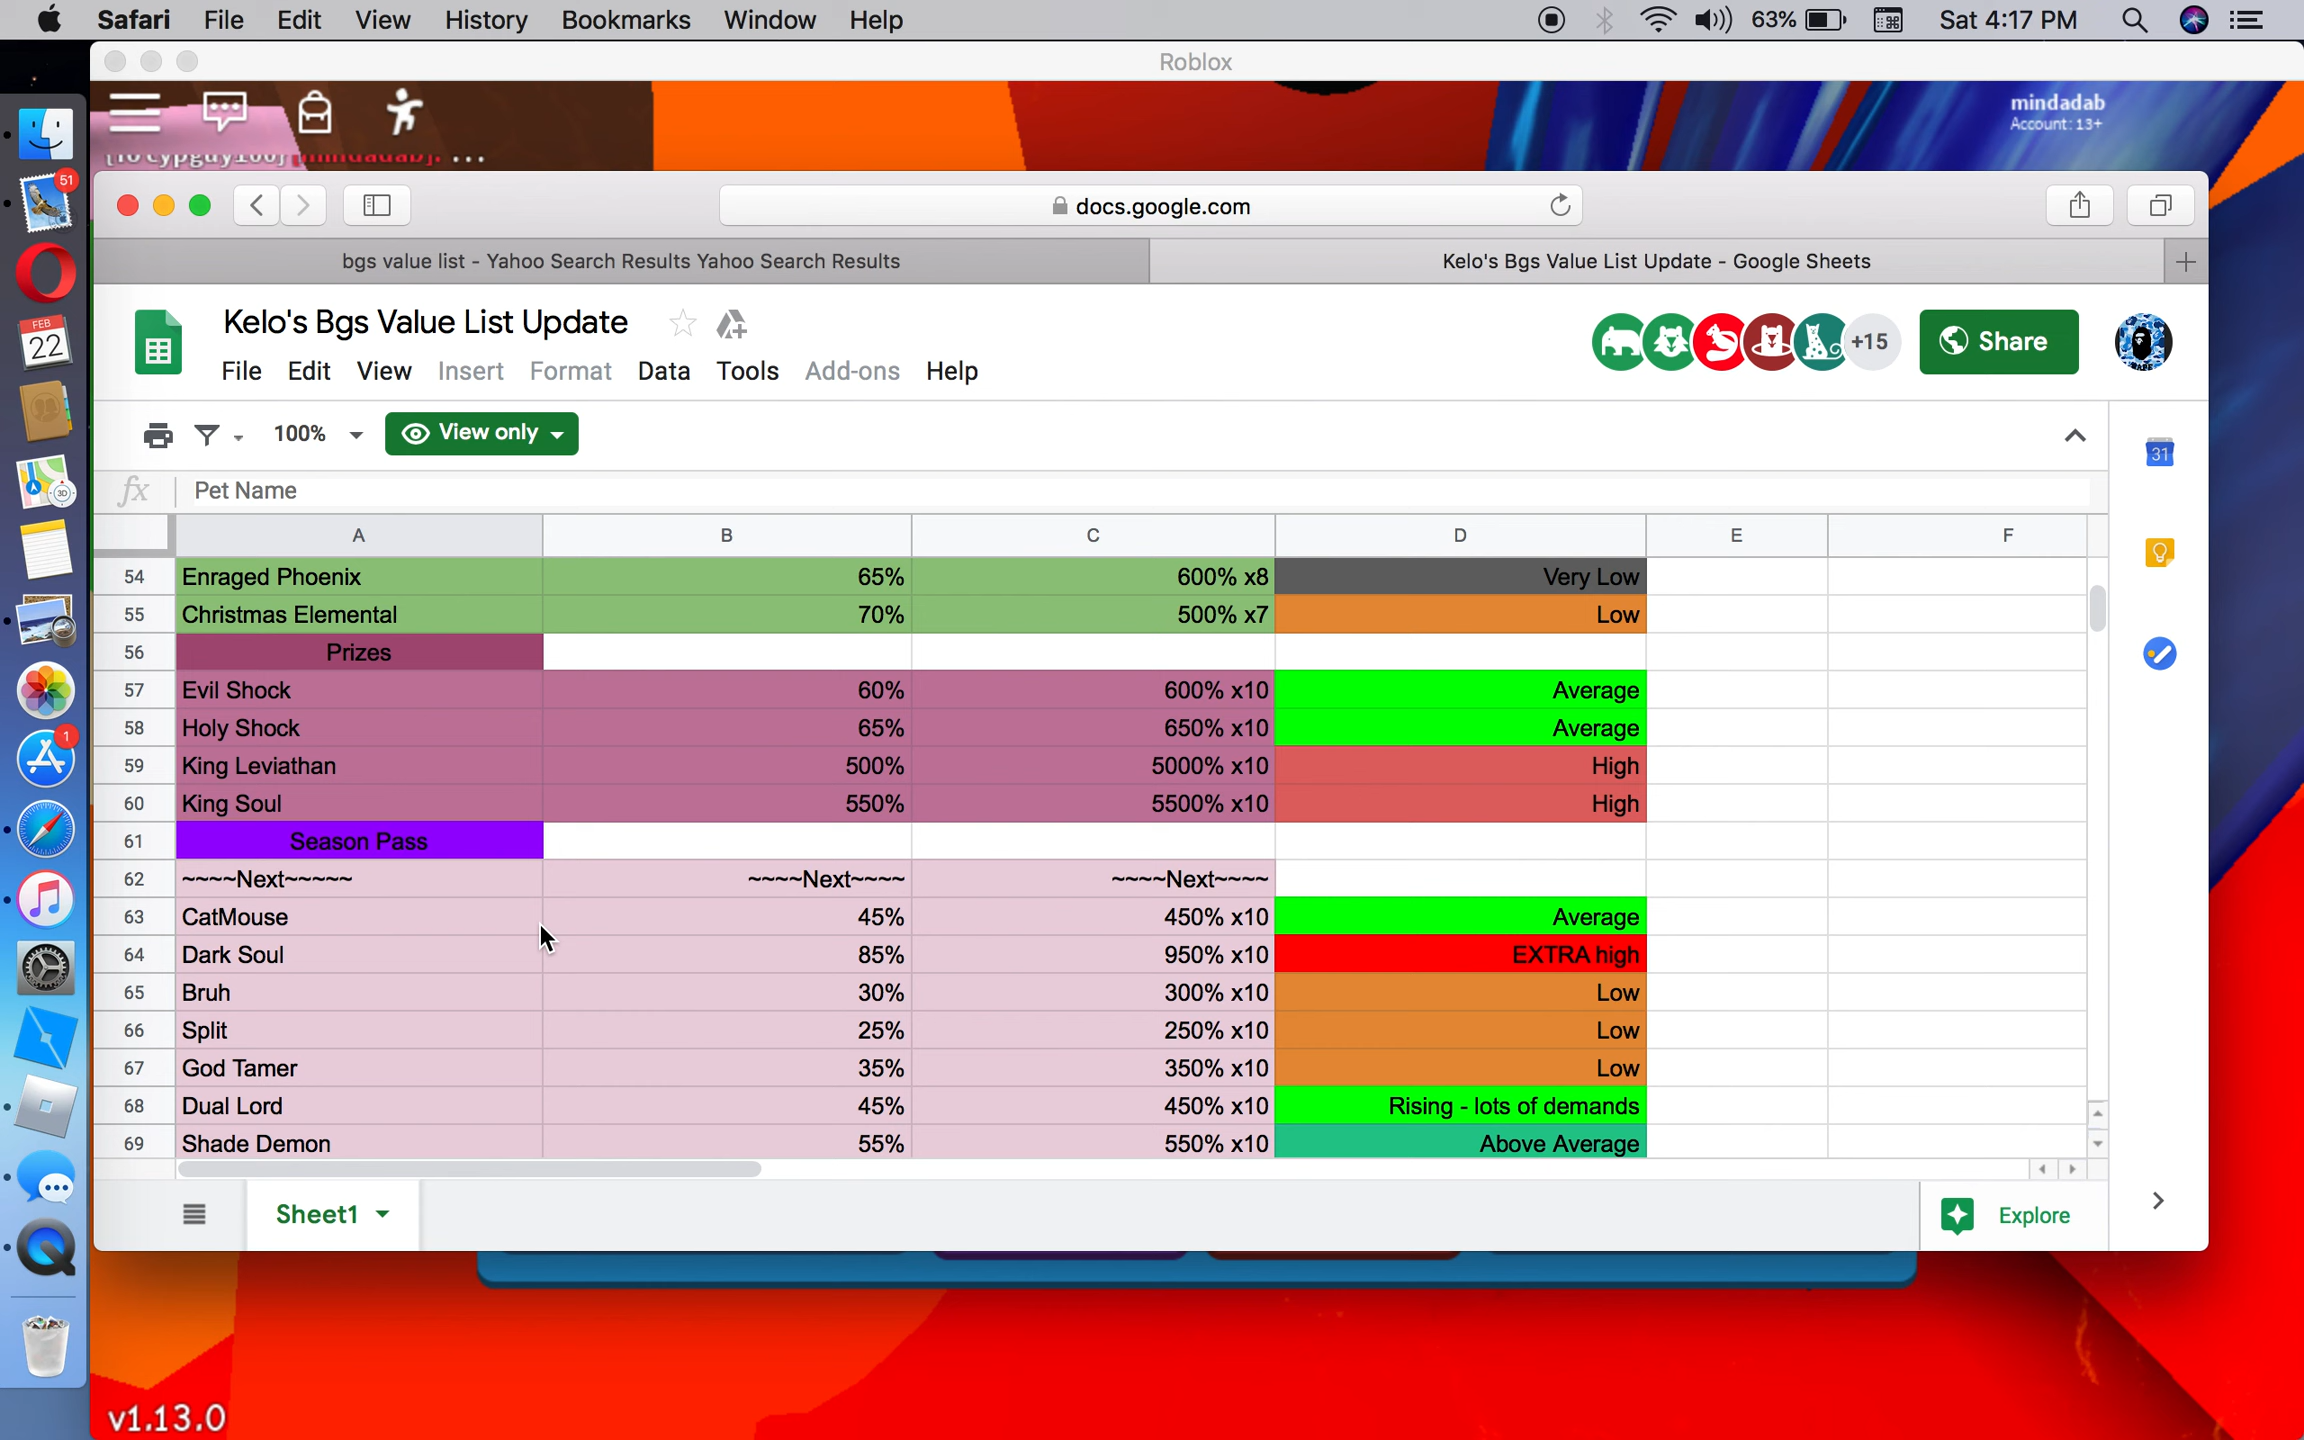 Safari File Edit View History Bookmarks Window Help 63% Sat 4:17 PM
Roblox
mindadab
Account: 13+
docs.google.com
bgs value list - Yahoo Search Results Yahoo Search Results
Kelo's Bgs Value List Update - Google Sheets
Kelo's Bgs Value List Update
+15 Share
File Edit View Insert Format Data Tools Add-ons Help
100% View only
31
fx Pet Name
A B C D E F
54 Enraged Phoenix 65% 600% x8 Very Low
55 Christmas Elemental 70% 500% x7 Low
56 Prizes
57 Evil Shock 60% 600% x10 Average
58 Holy Shock 65% 650% x10 Average
59 King Leviathan 500% 5000% x10 High
60 King Soul 550% 5500% x10 High
61 Season Pass
62 ~~~~Next~~~~~ ~~~~Next~~~~ ~~~~Next~~~~
63 CatMouse 45% 450% x10 Average
64 Dark Soul 85% 950% x10 EXTRA high
65 Bruh 30% 300% x10 Low
66 Split 25% 250% x10 Low
67 God Tamer 35% 350% x10 Low
68 Dual Lord 45% 450% x10 Rising - lots of demands
69 Shade Demon 55% 550% x10 Above Average
Sheet1
Explore
51
FEB
22
3D
1
v1.13.0